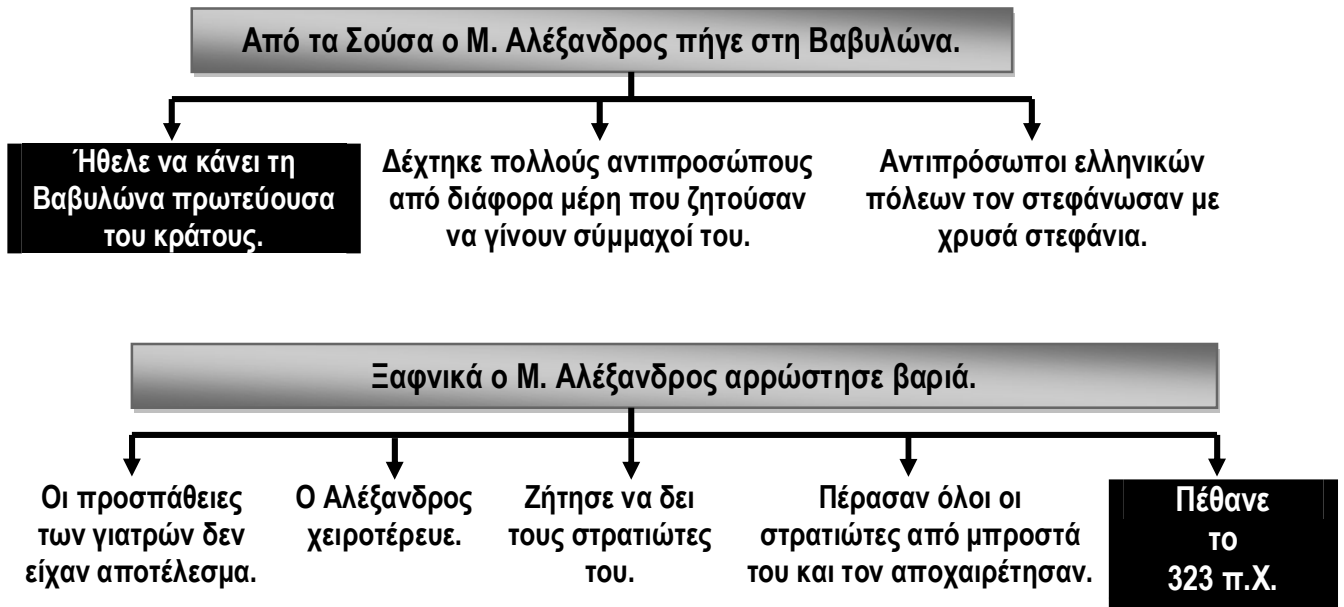 Από τα Σούσα ο Μ. Αλέξανδρος πήγε στη Βαβυλώνα.
Ήθελε να κάνει τη
Βαβυλώνα πρωτεύουσα
του κράτους.
Δέχτηκε πολλούς αντιπροσώπους
από διάφορα μέρη που ζητούσαν
να γίνουν σύμμαχοί του.
Αντιπρόσωποι ελληνικών
πόλεων τον στεφάνωσαν με
χρυσά στεφάνια.
Ξαφνικά ο Μ. Αλέξανδρος αρρώστησε βαριά.
Οι προσπάθειες
των γιατρών δεν
είχαν αποτέλεσμα.
Ο Αλέξανδρος
χειροτέρευε.
Ζήτησε να δει
τους στρατιώτες
του.
Πέρασαν όλοι οι
στρατιώτες από μπροστά
του και τον αποχαιρέτησαν.
Πέθανε
το
323 π.Χ.